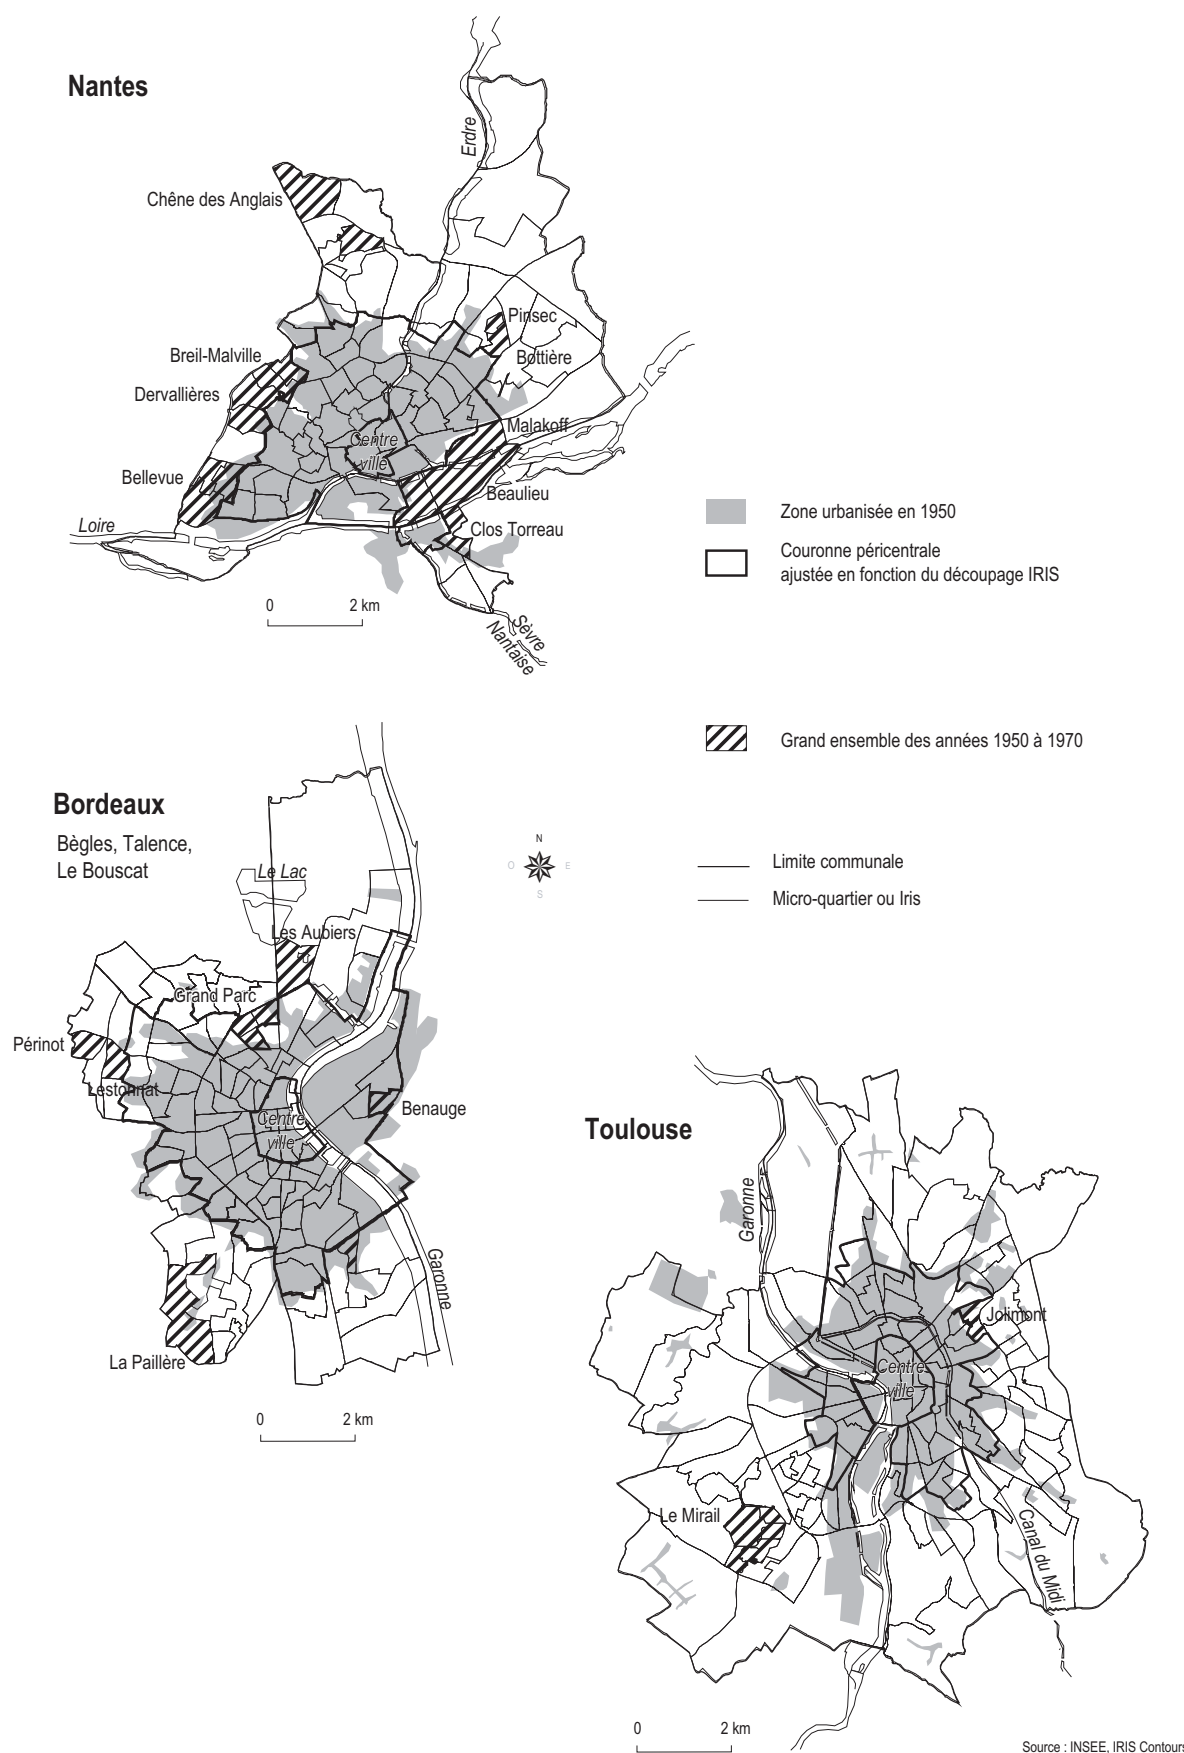 Nantes
Erdre
Chêne des Anglais
Pinsec
Breil-Malville
Bottière
Dervallières
Malakoff
Centre
ville
Bellevue
Beaulieu
Loire
Clos Torreau
0 2 km
Sèvre
Nantaise
Zone urbanisée en 1950
Couronne péricentrale
ajustée en fonction du découpage IRIS
Grand ensemble des années 1950 à 1970
Limite communale
Micro-quartier ou Iris
N
O E
S
Bordeaux
Bègles, Talence,
Le Bouscat
Le Lac
Les Aubiers
Grand Parc
Périnot
Lestonnat
Benauge
Centre
ville
Garonne
La Paillère
0 2 km
Toulouse
Garonne
Jolimont
Centre
ville
Le Mirail
Canal du Midi
0 2 km
Source : INSEE, IRIS Contours